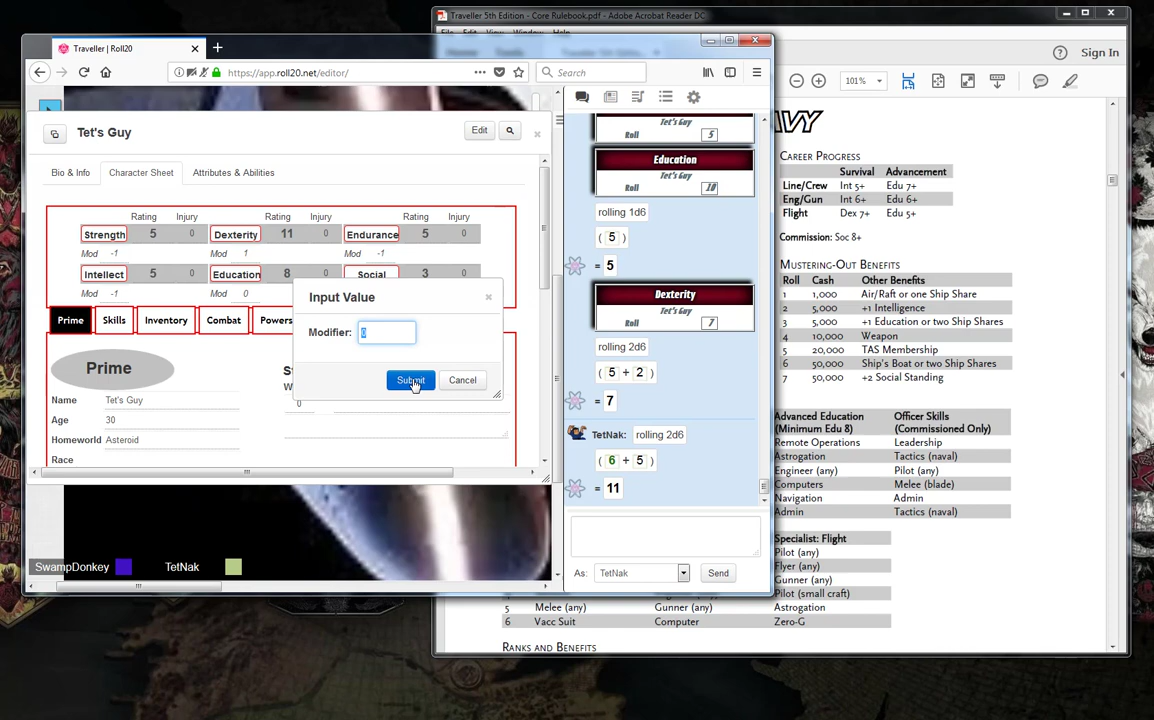 Traveller 5th Edition - Core Rulebook.pdf - Adobe Acrobat Reader DC
File Edit View Window Help
Traveller | Roll20
https://app.roll20.net/editor/
Search
Sign In
101%
Tet's Guy
Edit
Bio & Info Character Sheet Attributes & Abilities
Rating Injury Rating Injury Rating Injury
Strength 5 0 Dexterity 11 0 Endurance 5 0
Mod -1 Mod 1 Mod -1
Intellect 5 0 Education 8 Social 3 0
Mod -1 Mod 0
Prime Skills Inventory Combat Powers
Input Value
Modifier: 0
Submit Cancel
Prime
Name Tet's Guy
Age 30
Homeworld Asteroid
Race
0
SwampDonkey TetNak
Tet's Guy
Roll 5
Education
Tet's Guy
Roll 10
rolling 1d6
( 5 )
= 5
Dexterity
Tet's Guy
Roll 7
rolling 2d6
( 5 + 2 )
= 7
TetNak: rolling 2d6
( 6 + 5 )
= 11
As: TetNak Send
AVY
Career Progress
Survival Advancement
Line/Crew Int 5+ Edu 7+
Eng/Gun Int 6+ Edu 6+
Flight Dex 7+ Edu 5+
Commission: Soc 8+
Mustering-Out Benefits
Roll Cash Other Benefits
1 1,000 Air/Raft or one Ship Share
2 5,000 +1 Intelligence
3 5,000 +1 Education or two Ship Shares
4 10,000 Weapon
5 20,000 TAS Membership
6 50,000 Ship's Boat or two Ship Shares
7 50,000 +2 Social Standing
Advanced Education Officer Skills
(Minimum Edu 8) (Commissioned Only)
Remote Operations Leadership
Astrogation Tactics (naval)
Engineer (any) Pilot (any)
Computers Melee (blade)
Navigation Admin
Admin Tactics (naval)
Specialist: Flight
Pilot (any)
Flyer (any)
Gunner (any)
Pilot (small craft)
5 Melee (any) Gunner (any) Astrogation
6 Vacc Suit Computer Zero-G
Ranks and Benefits